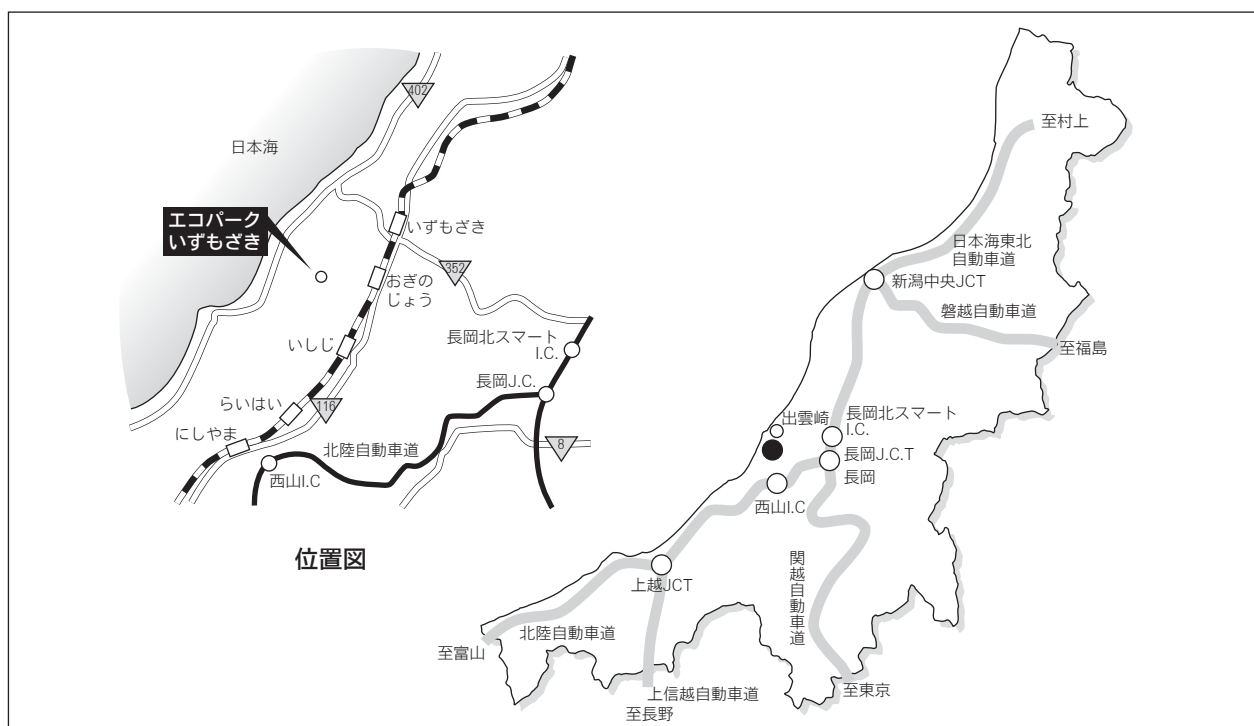 402
日本海
エコパーク
いずもざき
いずもざき
352
おぎの
じょう
いしじ
長岡北スマート
I.C.
長岡J.C.
らいはい
116
にしやま
北陸自動車道
8
西山I.C
位置図
至村上
日本海東北
自動車道
新潟中央JCT
磐越自動車道
至福島
出雲崎
長岡北スマート
I.C.
長岡J.C.T
長岡
西山I.C
関越自動車道
上越JCT
北陸自動車道
至富山
上信越自動車道
至長野
至東京